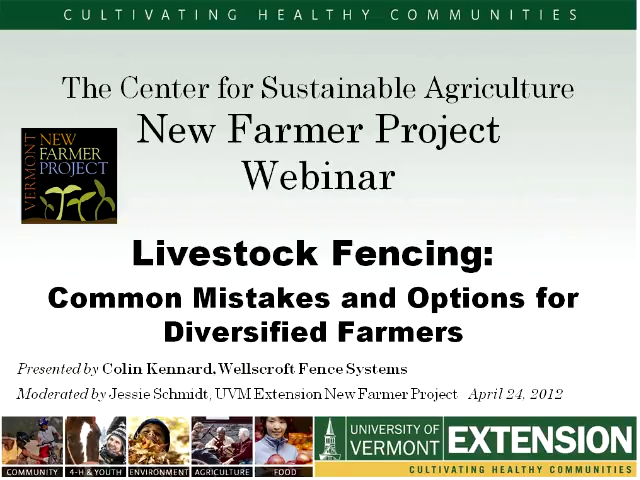 CULTIVATING HEALTHY COMMUNITIES
The Center for Sustainable Agriculture
New Farmer Project
Webinar
VERMONT
NEW
FARMER
PROJECT
Livestock Fencing:
Common Mistakes and Options for
Diversified Farmers
Presented by Colin Kennard, Wellscroft Fence Systems
Moderated by Jessie Schmidt, UVM Extension New Farmer Project April 24, 2012
COMMUNITY 4-H & YOUTH ENVIRONMENT AGRICULTURE FOOD
UNIVERSITY OF
VERMONT
EXTENSION
CULTIVATING HEALTHY COMMUNITIES